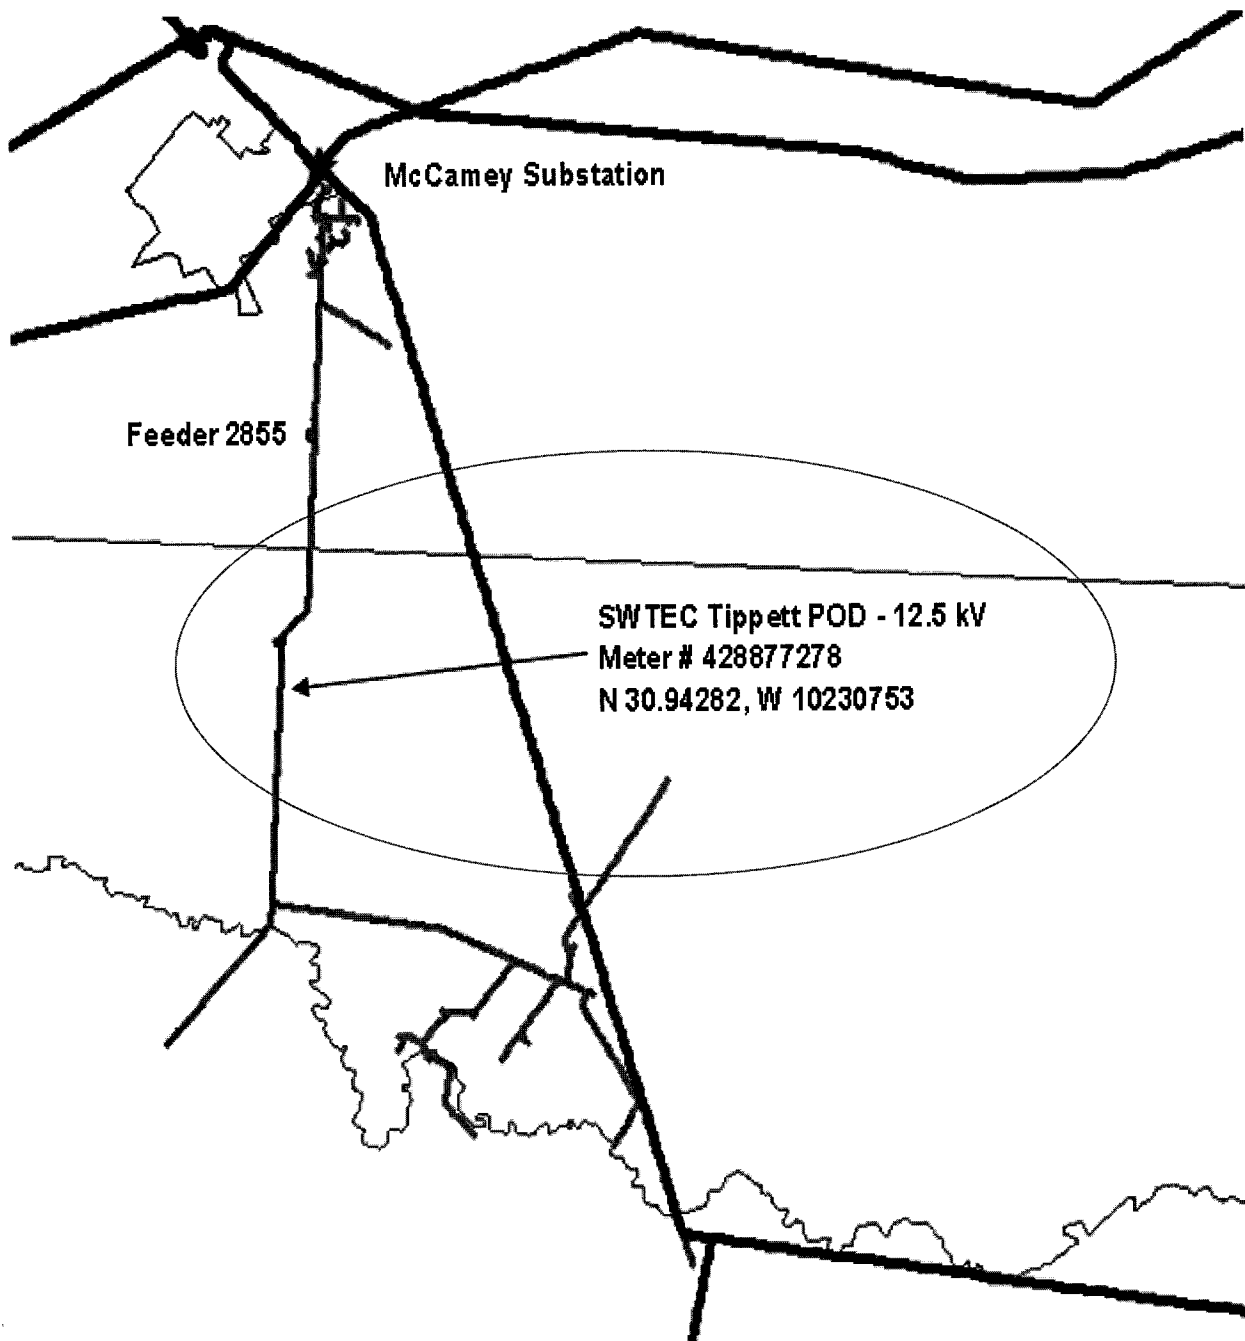 McCamey Substation
Feeder 2855
SWTEC Tippett POD - 12.5 kV
Meter # 428877278
N 30.94282, W 10230753